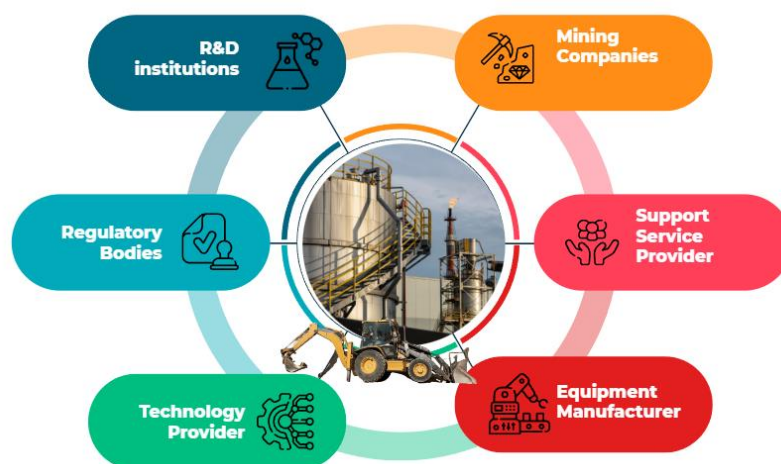 R&D
institutions
Mining
Companies
Regulatory
Bodies
Support
Service
Provider
Technology
Provider
Equipment
Manufacturer